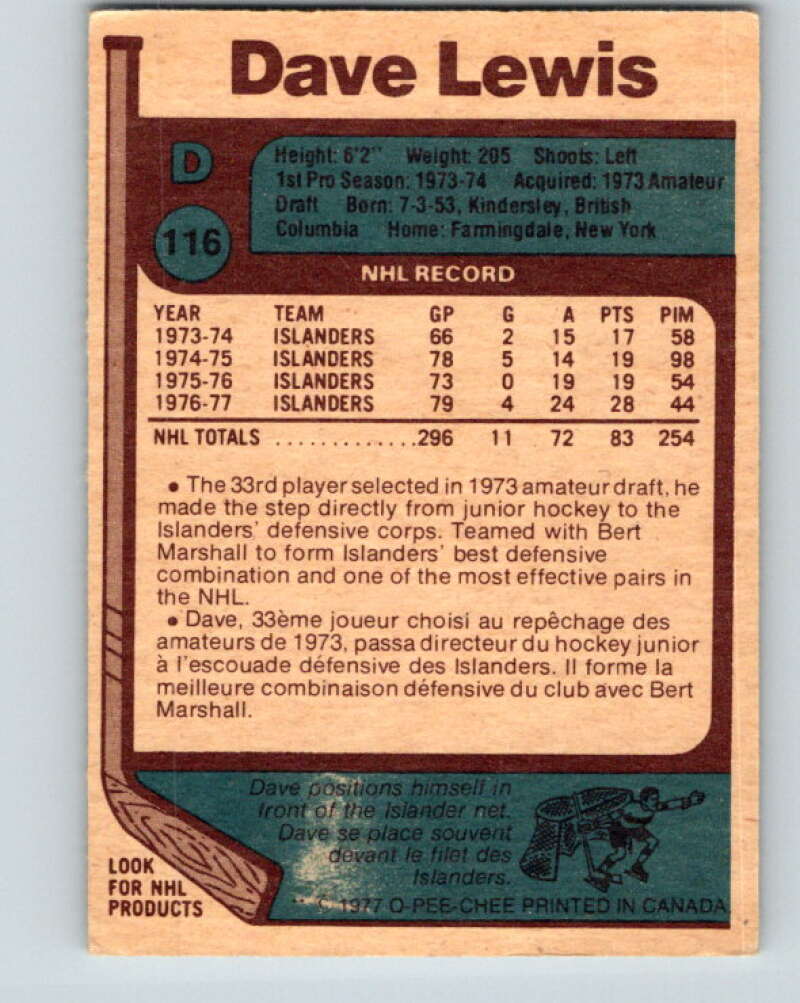 Dave Lewis
D
Height: 6'2" Weight: 205 Shoots: Left
1st Pro Season: 1973-74 Acquired: 1973 Amateur
Draft Born: 7-3-53, Kindersley, British
Columbia Home: Farmingdale, New York
116
NHL RECORD
YEAR TEAM GP G A PTS PIM
1973-74 ISLANDERS 66 2 15 17 58
1974-75 ISLANDERS 78 5 14 19 98
1975-76 ISLANDERS 73 0 19 19 54
1976-77 ISLANDERS 79 4 24 28 44
NHL TOTALS .............296 11 72 83 254
• The 33rd player selected in 1973 amateur draft, he
made the step directly from junior hockey to the
Islanders' defensive corps. Teamed with Bert
Marshall to form Islanders' best defensive
combination and one of the most effective pairs in
the NHL.
• Dave, 33ème joueur choisi au repêchage des
amateurs de 1973, passa directeur du hockey junior
à l'escouade défensive des Islanders. Il forme la
meilleure combinaison défensive du club avec Bert
Marshall.
Dave positions himself in
front of the Islander net.
Dave se place souvent
devant le filet des
Islanders.
LOOK
FOR NHL
PRODUCTS
** © 1977 O-PEE-CHEE PRINTED IN CANADA